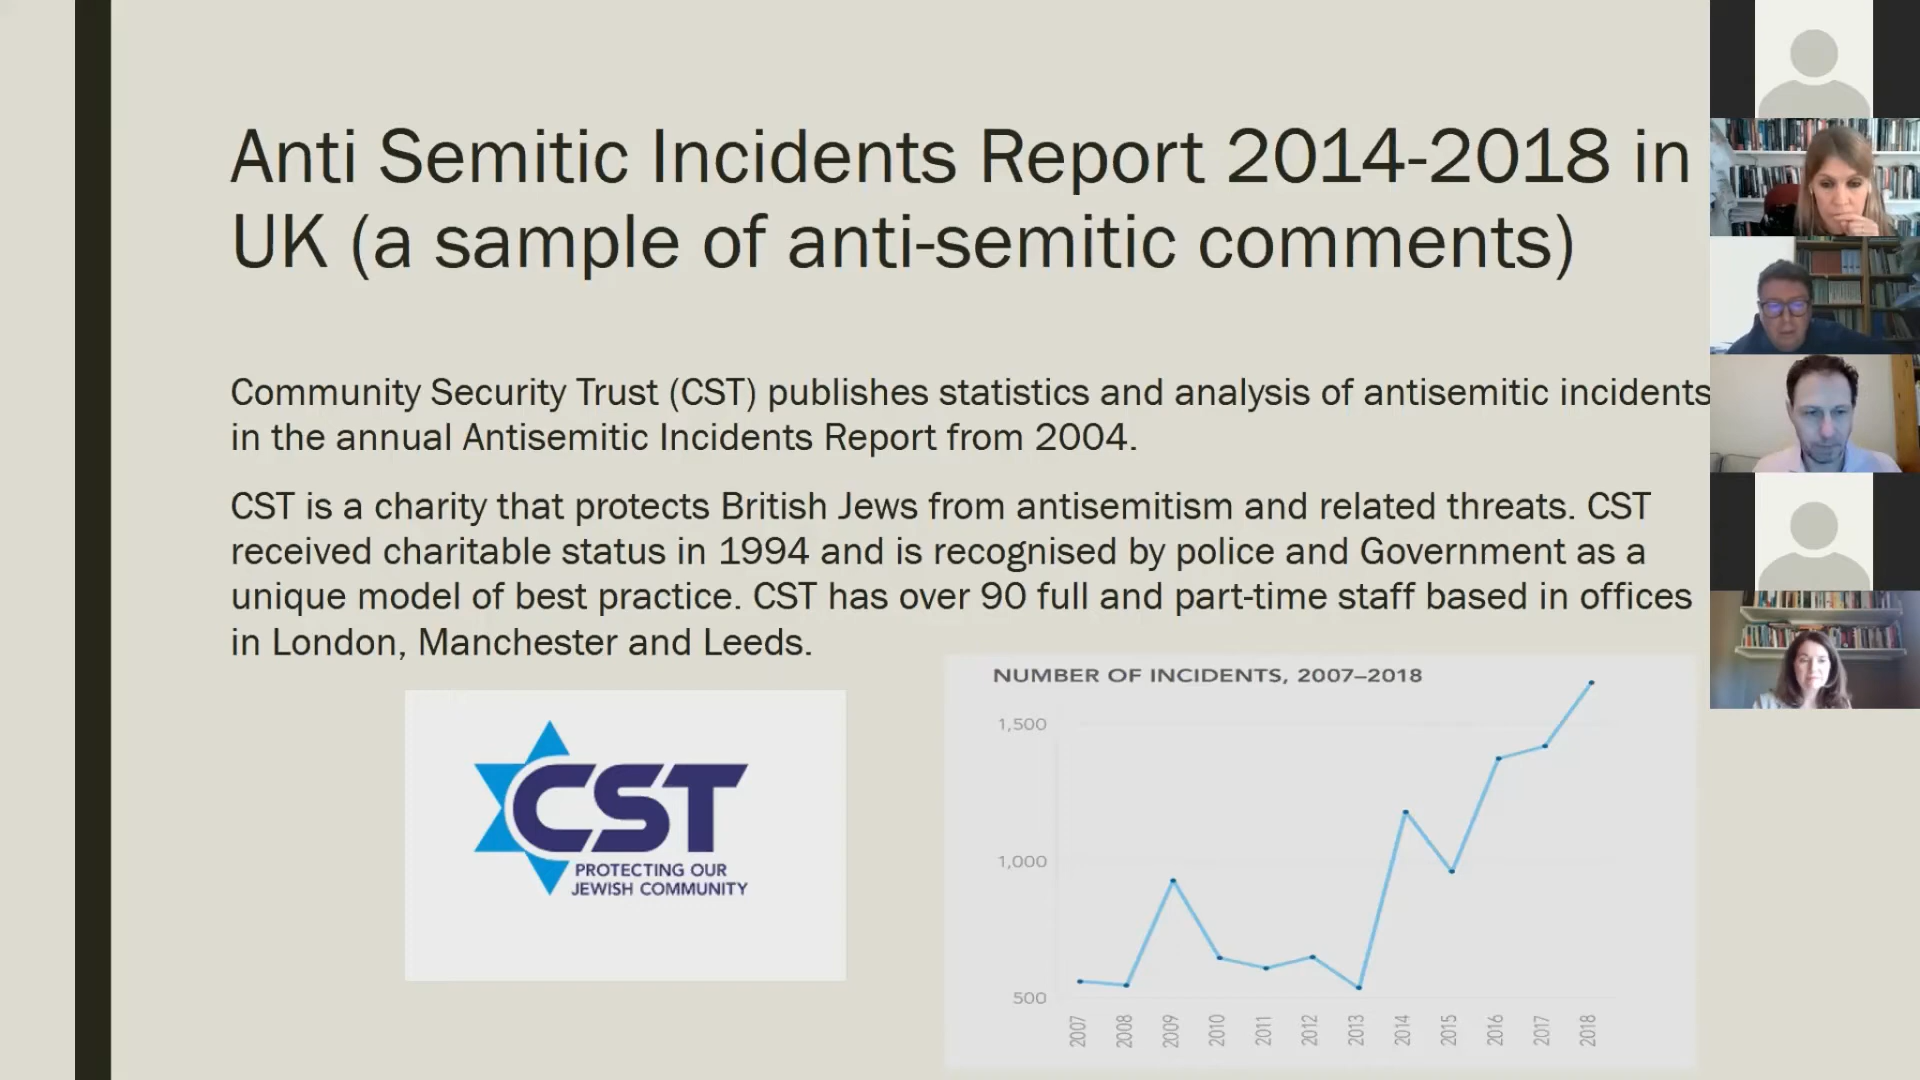 Anti Semitic Incidents Report 2014-2018 in
UK (a sample of anti-semitic comments)
Community Security Trust (CST) publishes statistics and analysis of antisemitic incidents
in the annual Antisemitic Incidents Report from 2004.
CST is a charity that protects British Jews from antisemitism and related threats. CST
received charitable status in 1994 and is recognised by police and Government as a
unique model of best practice. CST has over 90 full and part-time staff based in offices
in London, Manchester and Leeds.
CST
PROTECTING OUR
JEWISH COMMUNITY
NUMBER OF INCIDENTS, 2007–2018
1,500
1,000
500
2007 2008 2009 2010 2011 2012 2013 2014 2015 2016 2017 2018